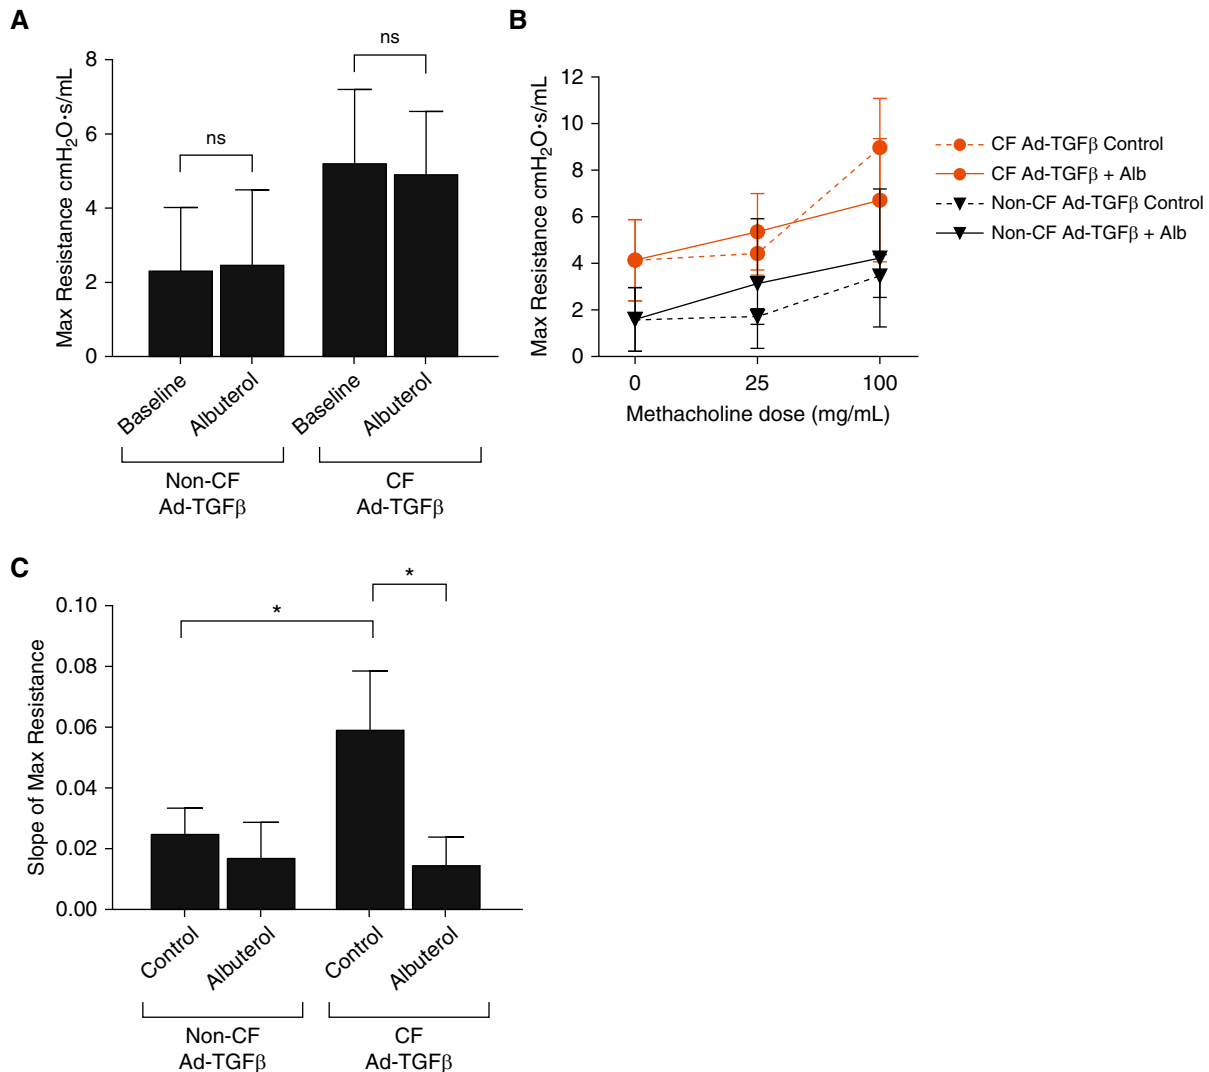 A
Max Resistance cmH₂O·s/mL
8
6
4
2
0
ns
ns
Baseline
Albuterol
Baseline
Albuterol
Non-CF
Ad-TGFβ
CF
Ad-TGFβ
B
Max Resistance cmH₂O·s/mL
12
10
8
6
4
2
0
0
25
100
Methacholine dose (mg/mL)
CF Ad-TGFβ Control
CF Ad-TGFβ + Alb
Non-CF Ad-TGFβ Control
Non-CF Ad-TGFβ + Alb
C
Slope of Max Resistance
0.10
0.08
0.06
0.04
0.02
0.00
*
*
Control
Albuterol
Control
Albuterol
Non-CF
Ad-TGFβ
CF
Ad-TGFβ